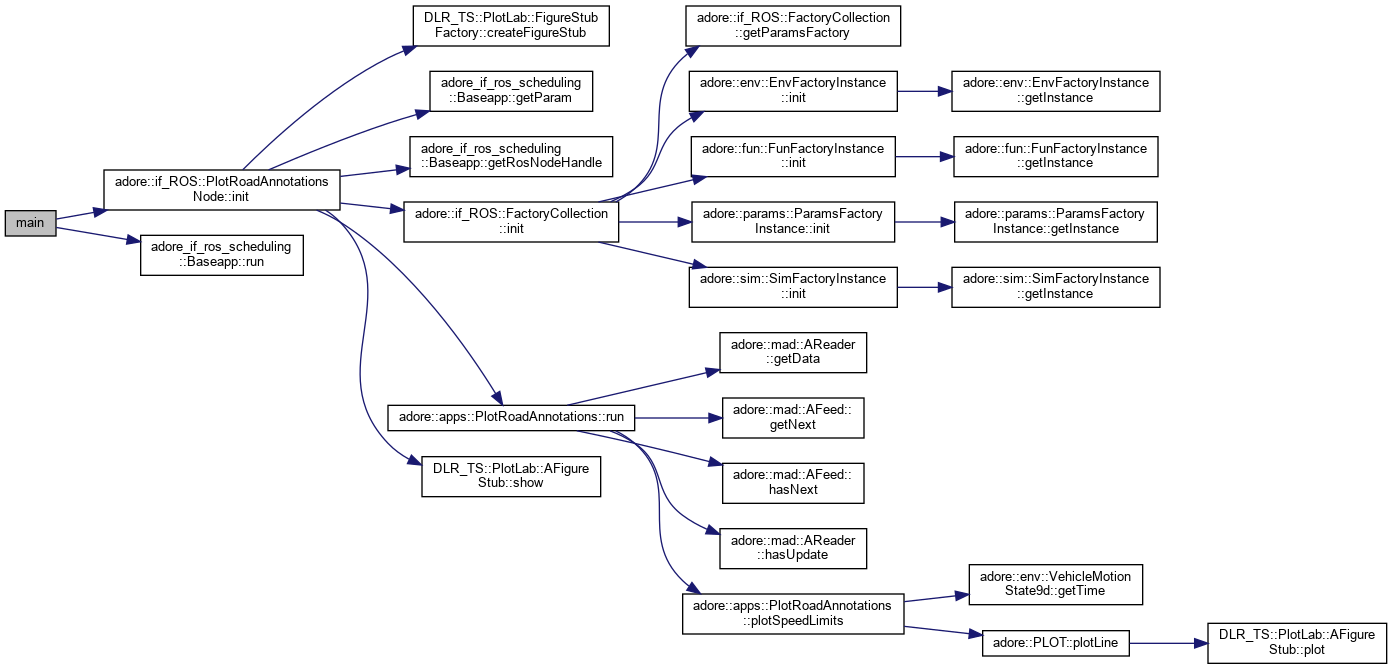 main
adore::if_ROS::PlotRoadAnnotations
Node::init
adore_if_ros_scheduling
::Baseapp::run
DLR_TS::PlotLab::FigureStub
Factory::createFigureStub
adore_if_ros_scheduling
::Baseapp::getParam
adore_if_ros_scheduling
::Baseapp::getRosNodeHandle
adore::if_ROS::FactoryCollection
::init
adore::apps::PlotRoadAnnotations::run
DLR_TS::PlotLab::AFigure
Stub::show
adore::if_ROS::FactoryCollection
::getParamsFactory
adore::env::EnvFactoryInstance
::init
adore::fun::FunFactoryInstance
::init
adore::params::ParamsFactory
Instance::init
adore::sim::SimFactoryInstance
::init
adore::mad::AReader
::getData
adore::mad::AFeed::
getNext
adore::mad::AFeed::
hasNext
adore::mad::AReader
::hasUpdate
adore::apps::PlotRoadAnnotations
::plotSpeedLimits
adore::env::EnvFactoryInstance
::getInstance
adore::fun::FunFactoryInstance
::getInstance
adore::params::ParamsFactory
Instance::getInstance
adore::sim::SimFactoryInstance
::getInstance
adore::env::VehicleMotion
State9d::getTime
adore::PLOT::plotLine
DLR_TS::PlotLab::AFigure
Stub::plot